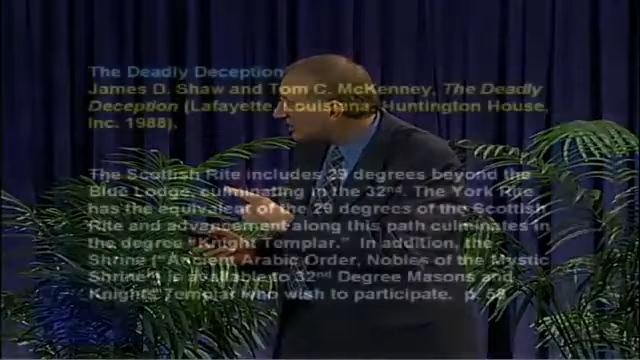 The Deadly Deception
James D. Shaw and Tom C. McKenney, The Deadly
Deception (Lafayette, Louisiana, Huntington House,
Inc. 1988).
The Scottish Rite includes 29 degrees beyond the
Blue Lodge, culminating in the 32nd. The York Rite
has the equivalent of the 29 degrees of the Scottish
Rite and advancement along this path culminates in
the degree "Knight Templar." In addition, the
Shrine ("Ancient Arabic Order, Nobles of the Mystic
Shrine") is available to 32nd Degree Masons and
Knights Templar who wish to participate. p. 58